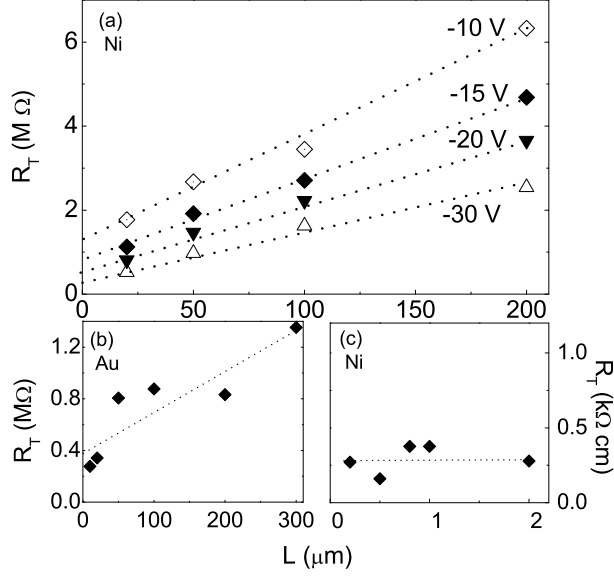 (a)
Ni
R_T (M Ω)
6
4
2
0
-10 V
-15 V
-20 V
-30 V
0 50 100 150 200
(b)
Au
R_T (MΩ)
1.2
0.8
0.4
0.0
0 100 200 300
(c)
Ni
R_T (kΩ cm)
1.0
0.5
0.0
0 1 2
L (μm)